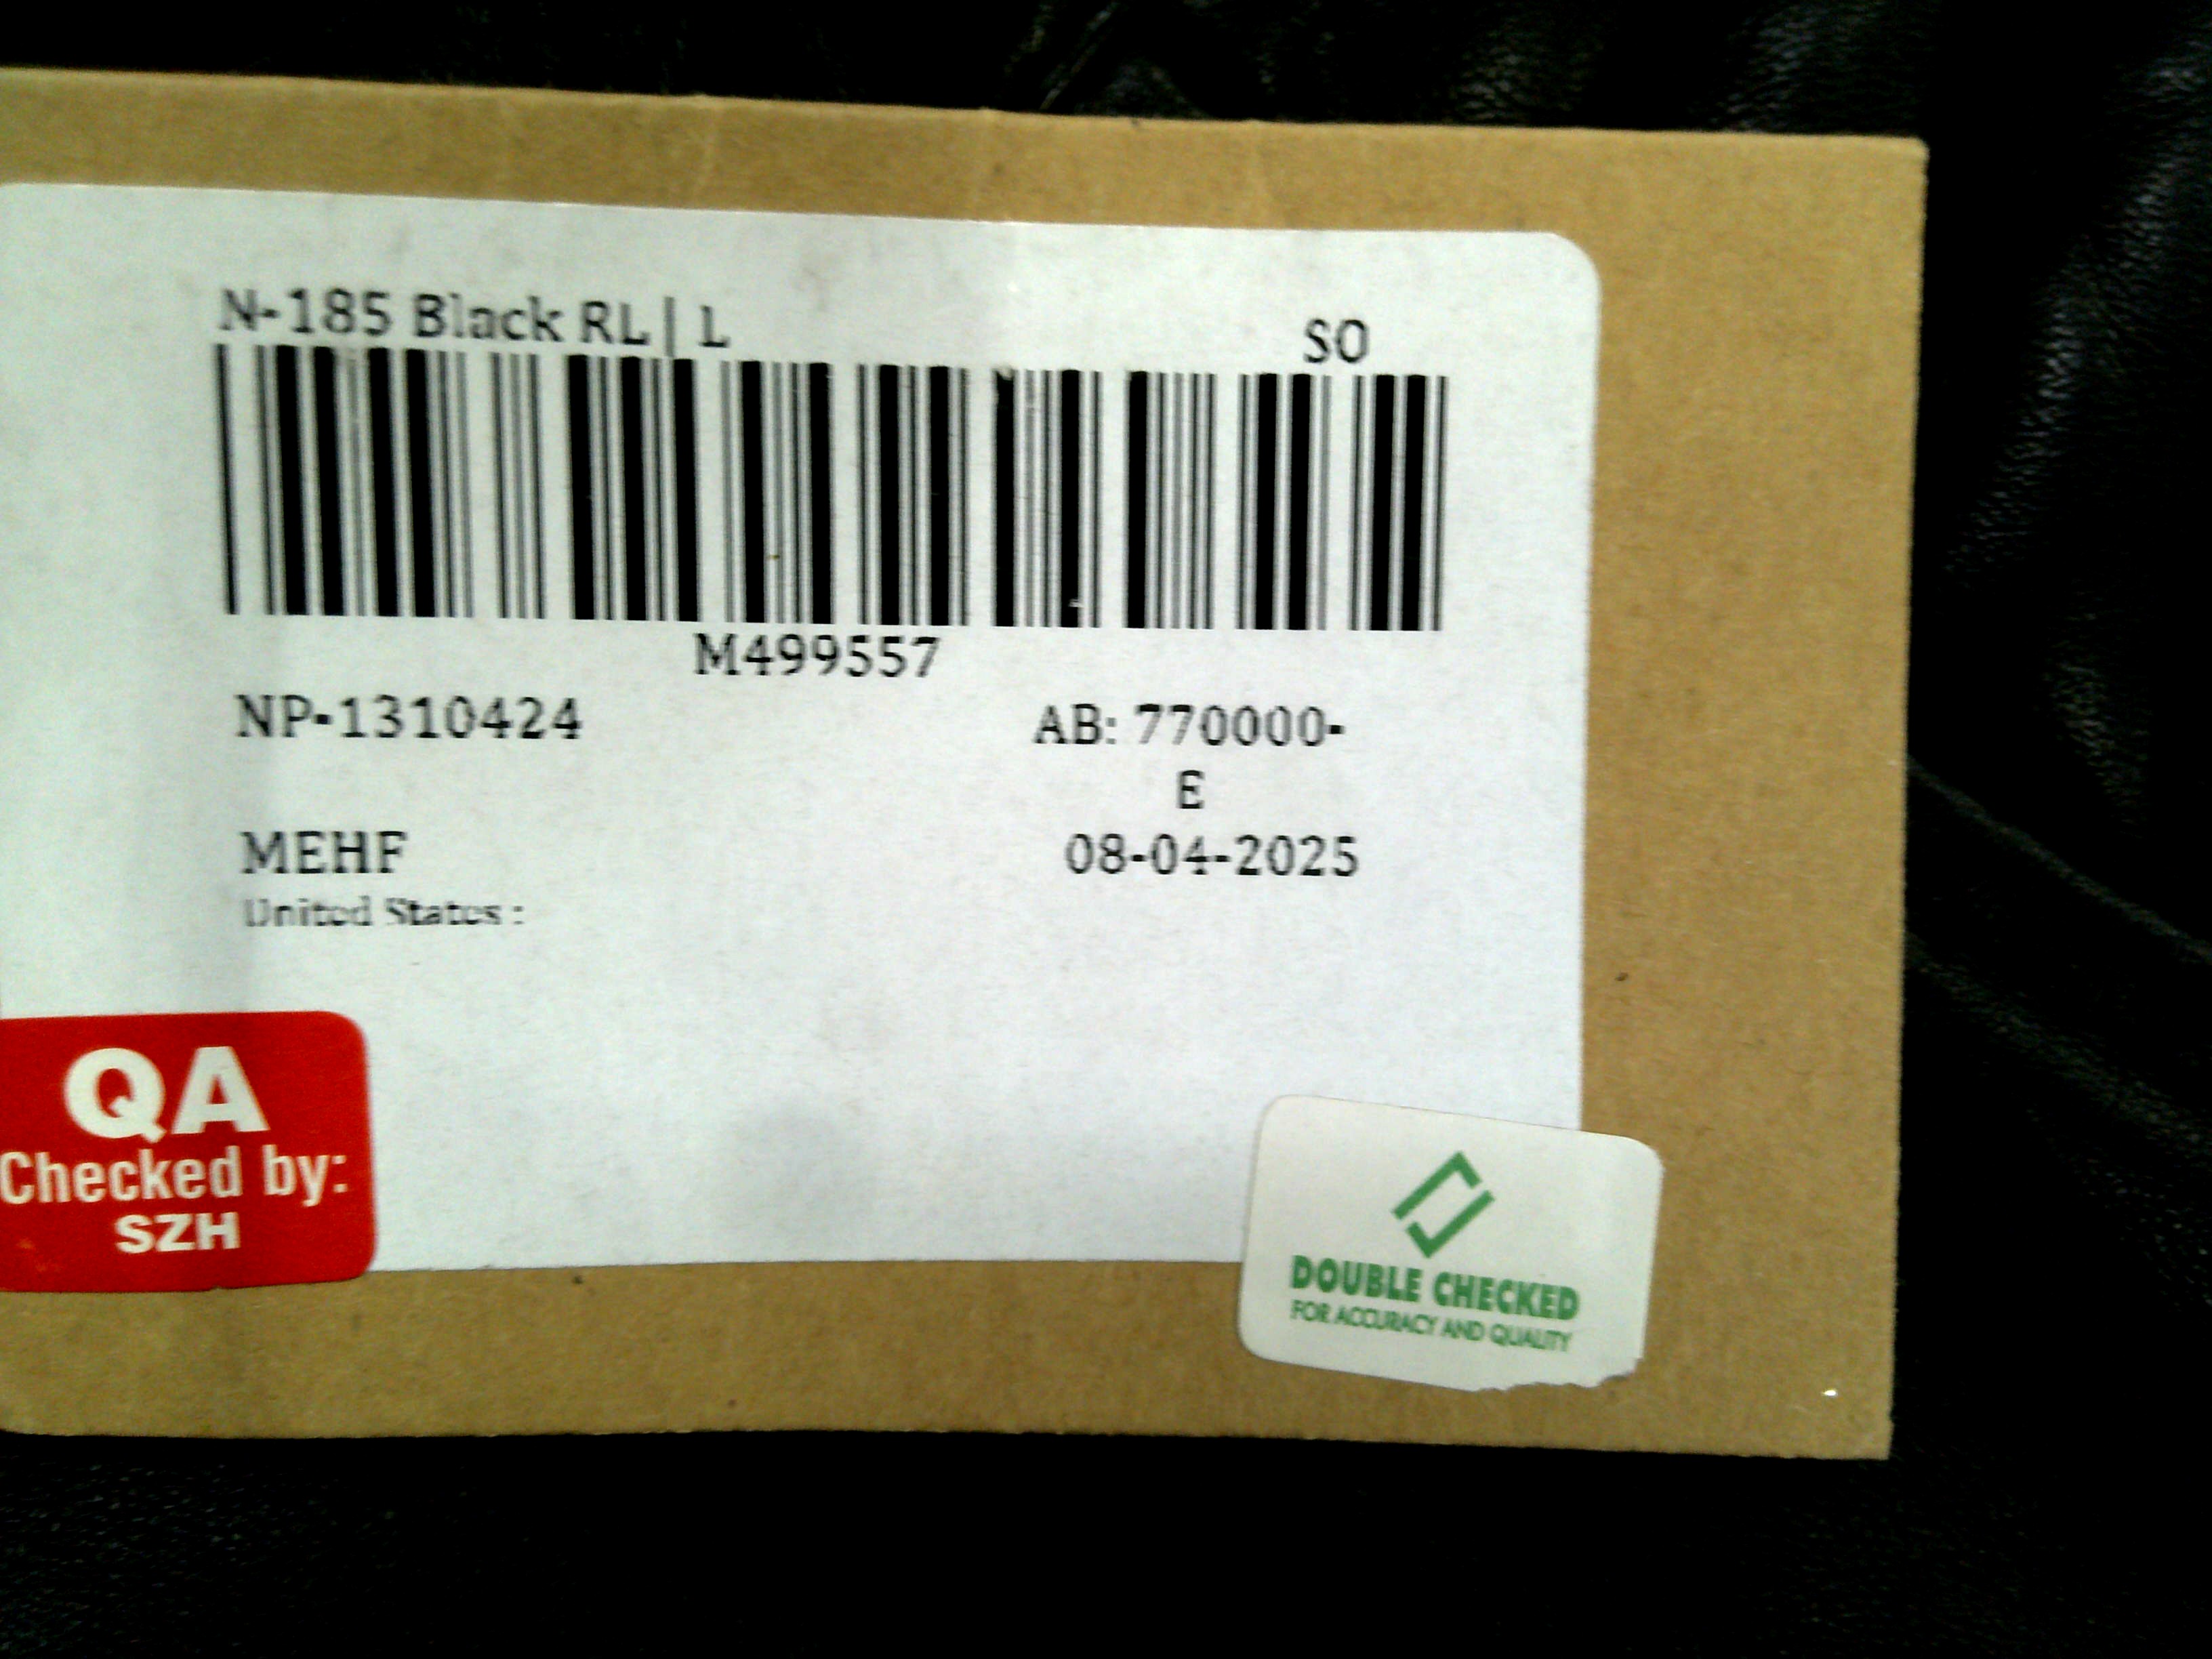 N-185 Black RL | L
SO
M499557
NP-1310424
AB: 770000-
E
MEHF
08-04-2025
United States :
QA
Checked by:
SZH
DOUBLE CHECKED
FOR ACCURACY AND QUALITY